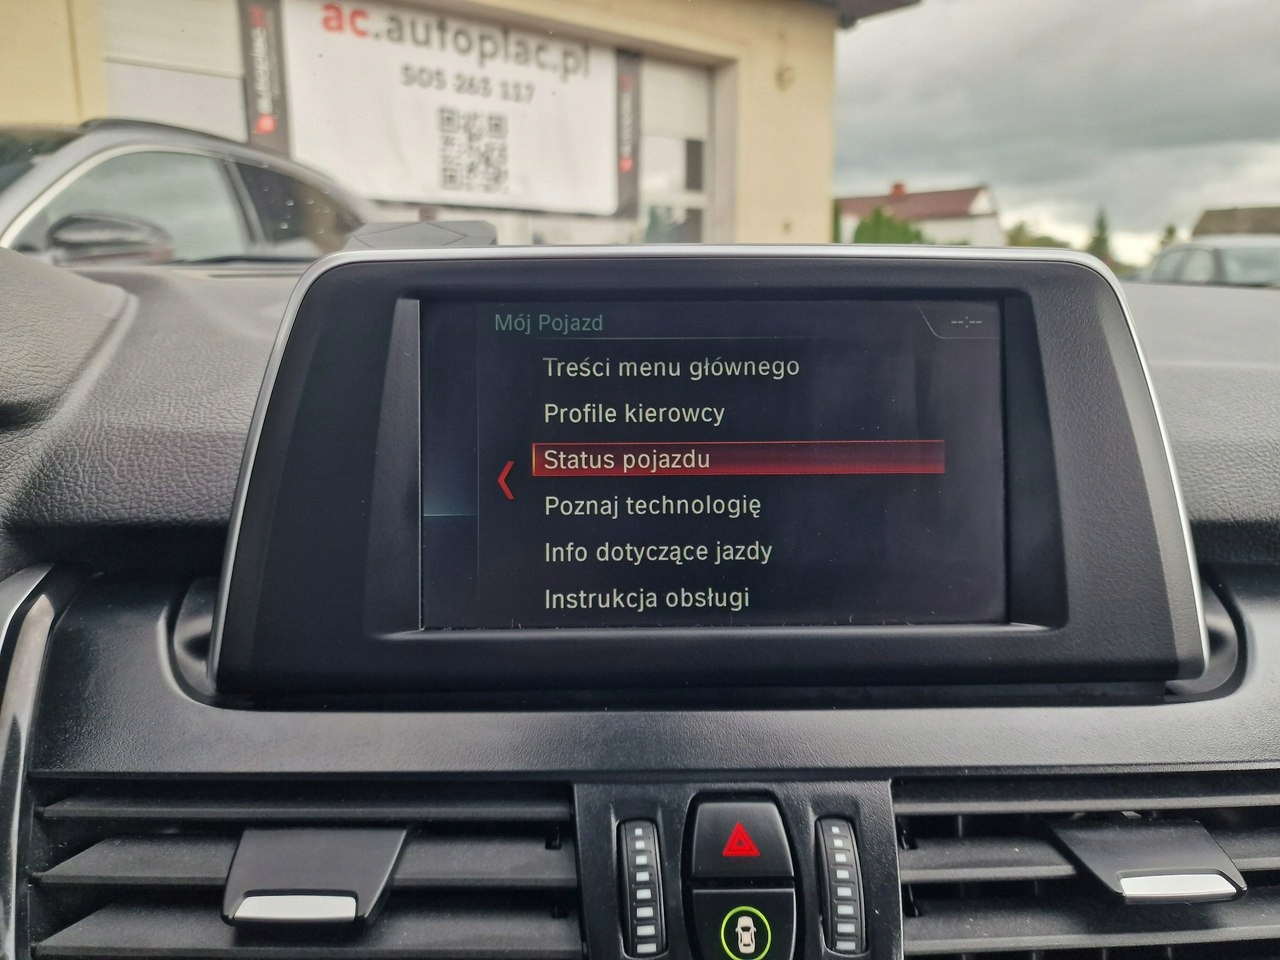 ac.autoplac.pl
505 265 117
Mój Pojazd
--:--
Treści menu głównego
Profile kierowcy
Status pojazdu
Poznaj technologię
Info dotyczące jazdy
Instrukcja obsługi